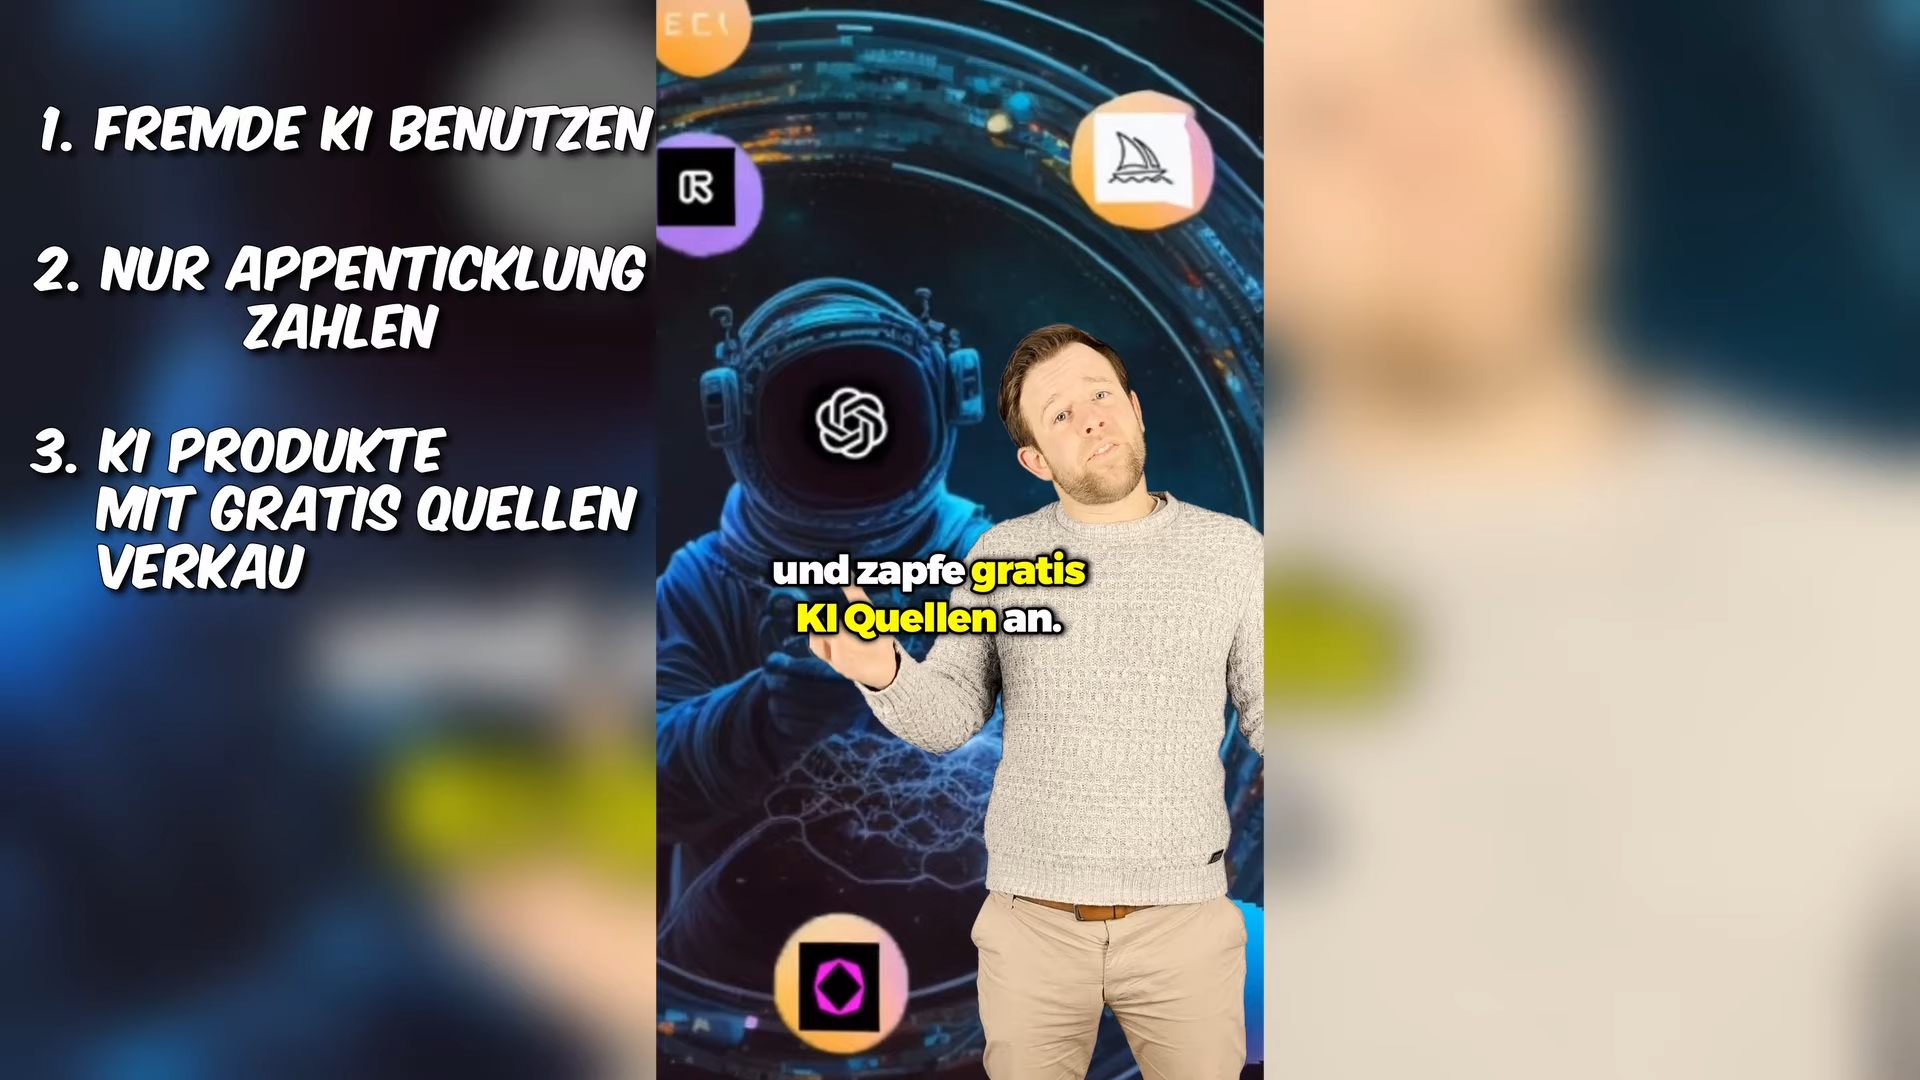 1. FREMDE KI BENUTZEN
2. NUR APPENTICKLUNG
ZAHLEN
3. KI PRODUKTE
MIT GRATIS QUELLEN
VERKAU
und zapfe gratis
KI Quellen an.